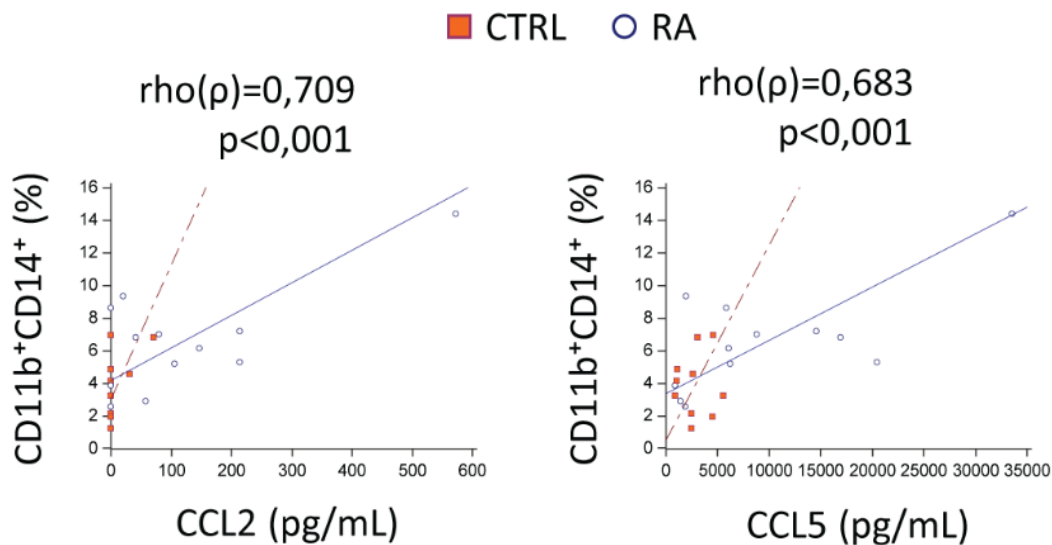 CTRL RA
rho(ρ)=0,709
p<0,001
CD11b⁺CD14⁺ (%)
16
14
12
10
8
6
4
2
0
0 100 200 300 400 500 600
CCL2 (pg/mL)
rho(ρ)=0,683
p<0,001
CD11b⁺CD14⁺ (%)
16
14
12
10
8
6
4
2
0
0 5000 10000 15000 20000 25000 30000 35000
CCL5 (pg/mL)